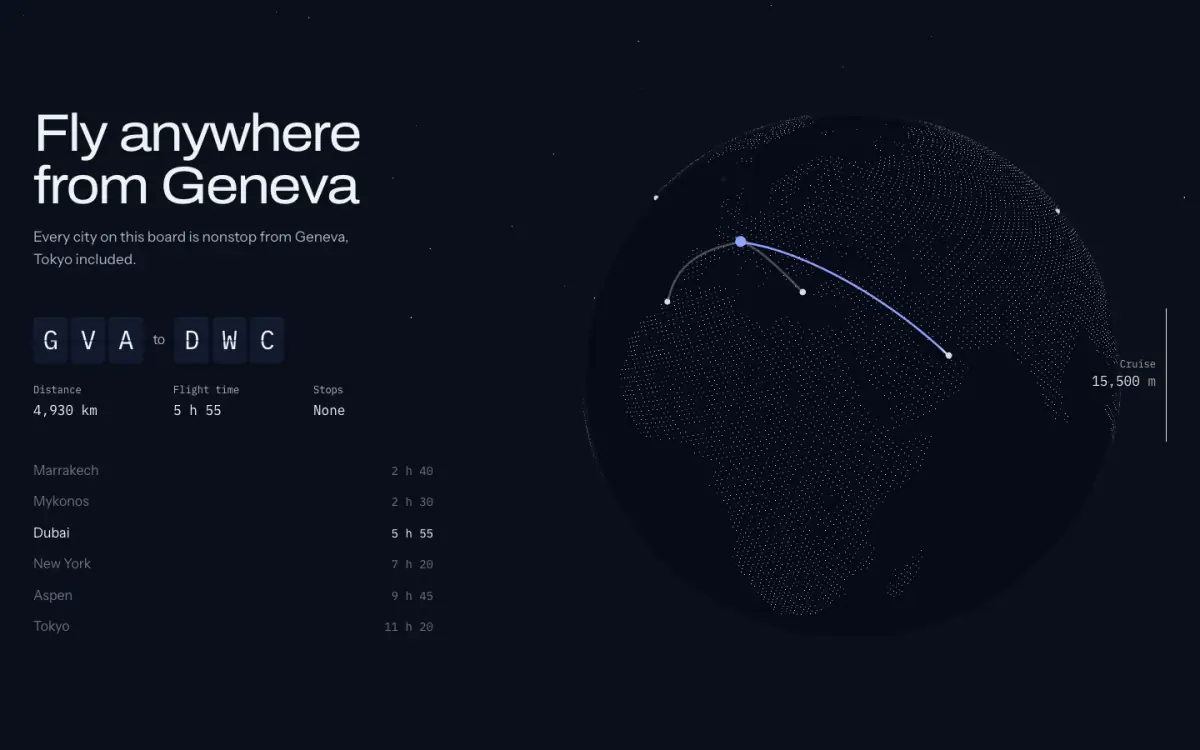 Fly anywhere
from Geneva
Every city on this board is nonstop from Geneva,
Tokyo included.
G V A to D W C
Distance Flight time Stops
4,930 km 5 h 55 None
Cruise
15,500 m
Marrakech 2 h 40
Mykonos 2 h 30
Dubai 5 h 55
New York 7 h 20
Aspen 9 h 45
Tokyo 11 h 20